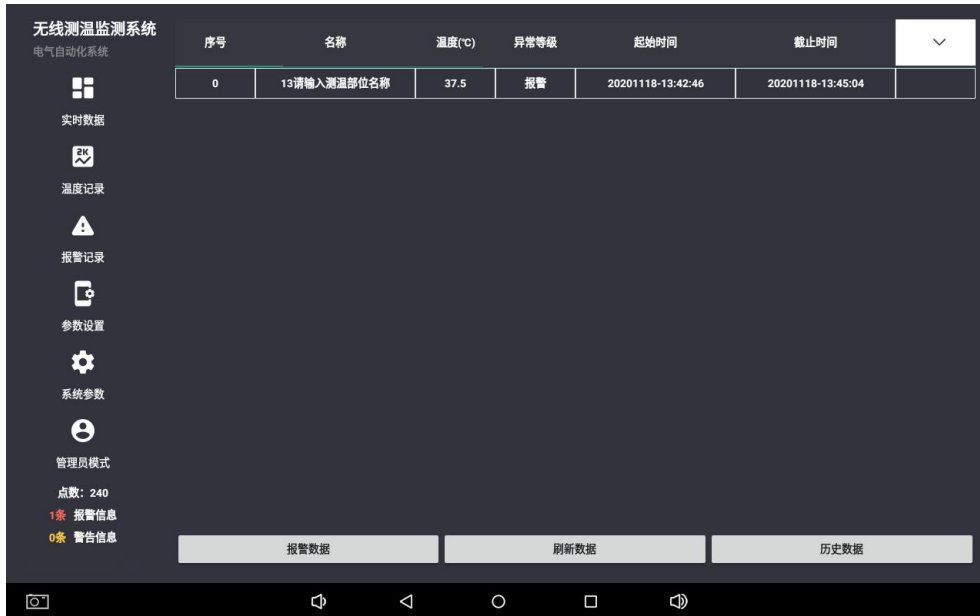 无线测温监测系统
电气自动化系统
序号 名称 温度(℃) 异常等级 起始时间 截止时间
0 13请输入测温部位名称 37.5 报警 20201118-13:42:46 20201118-13:45:04
实时数据
2K
温度记录
报警记录
参数设置
系统参数
管理员模式
点数：240
1条 报警信息
0条 警告信息
报警数据 刷新数据 历史数据